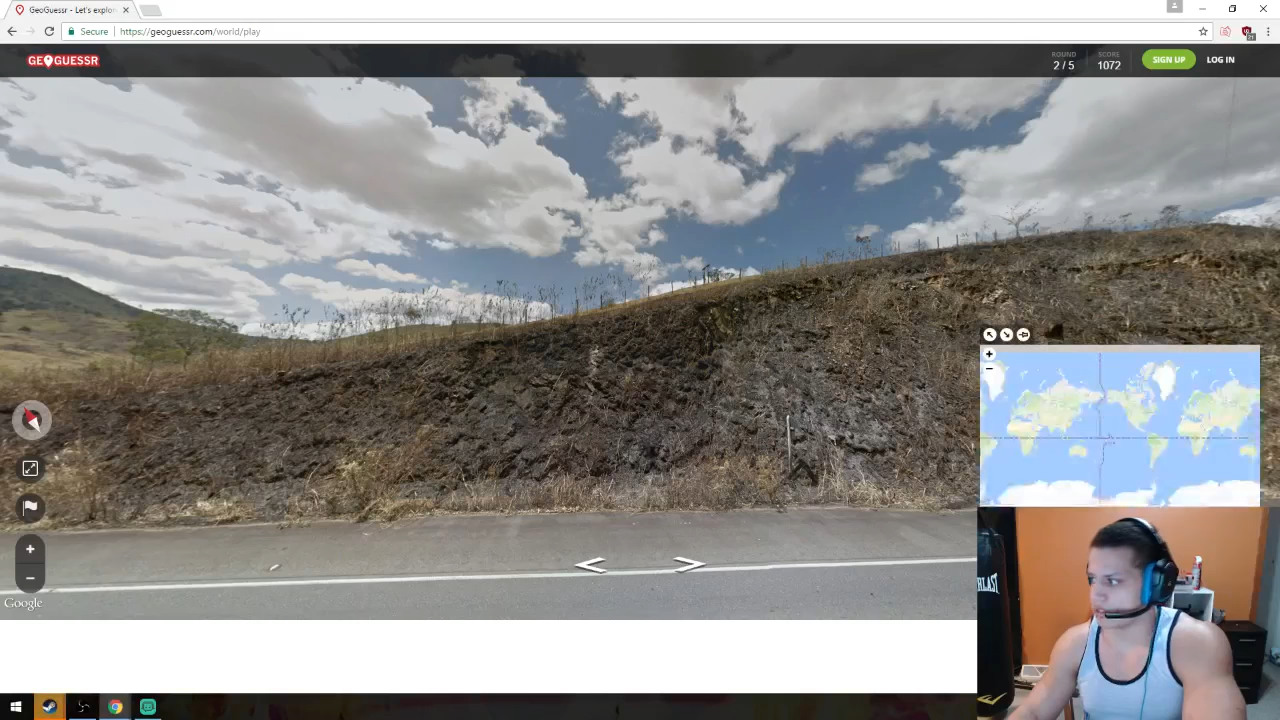 GeoGuessr - Let's explo
Secure
https://geoguessr.com/world/play
GEOGUESSR
ROUND
2 / 5
SCORE
1072
SIGN UP
LOG IN
Google